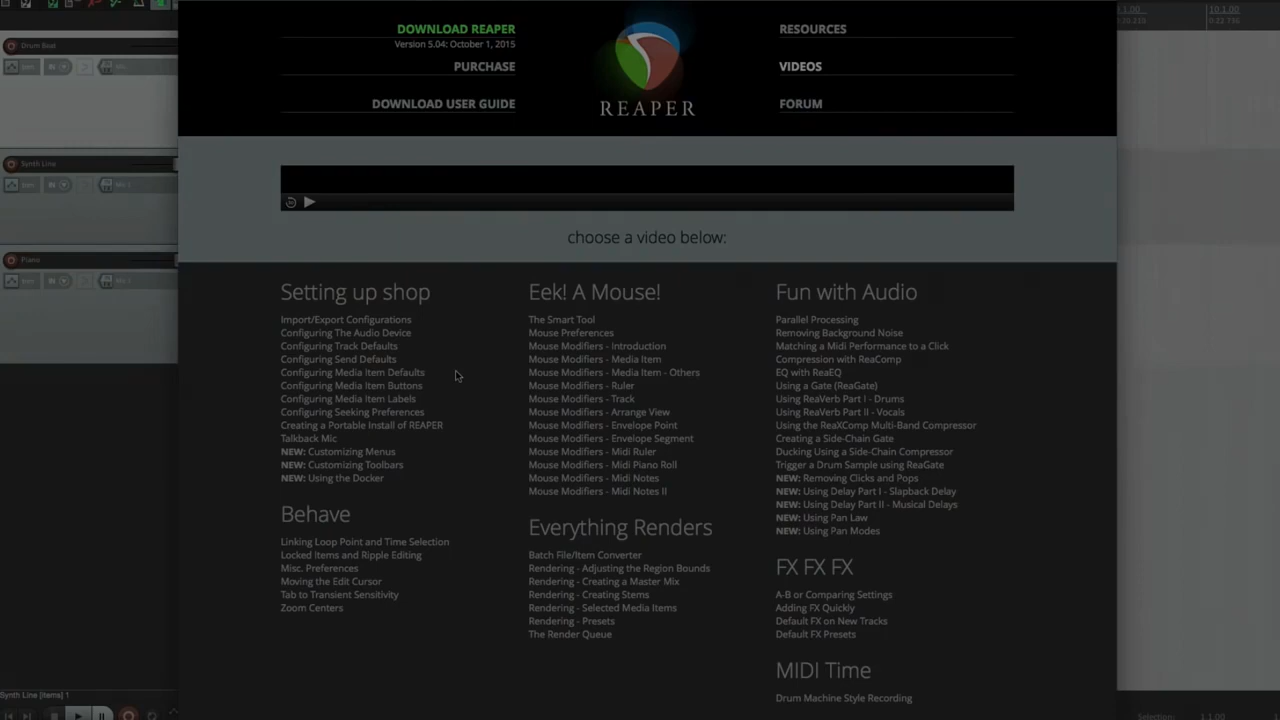 DOWNLOAD REAPER
Version 5.04: October 1, 2015
PURCHASE
DOWNLOAD USER GUIDE
REAPER
RESOURCES
VIDEOS
FORUM
choose a video below:
Setting up shop
Import/Export Configurations
Configuring The Audio Device
Configuring Track Defaults
Configuring Send Defaults
Configuring Media Item Defaults
Configuring Media Item Buttons
Configuring Media Item Labels
Configuring Seeking Preferences
Creating a Portable Install of REAPER
Talkback Mic
NEW: Customizing Menus
NEW: Customizing Toolbars
NEW: Using the Docker
Behave
Linking Loop Point and Time Selection
Locked Items and Ripple Editing
Misc. Preferences
Moving the Edit Cursor
Tab to Transient Sensitivity
Zoom Centers
Eek! A Mouse!
The Smart Tool
Mouse Preferences
Mouse Modifiers - Introduction
Mouse Modifiers - Media Item
Mouse Modifiers - Media Item - Others
Mouse Modifiers - Ruler
Mouse Modifiers - Track
Mouse Modifiers - Arrange View
Mouse Modifiers - Envelope Point
Mouse Modifiers - Envelope Segment
Mouse Modifiers - Midi Ruler
Mouse Modifiers - Midi Piano Roll
Mouse Modifiers - Midi Notes
Mouse Modifiers - Midi Notes II
Everything Renders
Batch File/Item Converter
Rendering - Adjusting the Region Bounds
Rendering - Creating a Master Mix
Rendering - Creating Stems
Rendering - Selected Media Items
Rendering - Presets
The Render Queue
Fun with Audio
Parallel Processing
Removing Background Noise
Matching a Midi Performance to a Click
Compression with ReaComp
EQ with ReaEQ
Using a Gate (ReaGate)
Using ReaVerb Part I - Drums
Using ReaVerb Part II - Vocals
Using the ReaXComp Multi-Band Compressor
Creating a Side-Chain Gate
Ducking Using a Side-Chain Compressor
Trigger a Drum Sample using ReaGate
NEW: Removing Clicks and Pops
NEW: Using Delay Part I - Slapback Delay
NEW: Using Delay Part II - Musical Delays
NEW: Using Pan Law
NEW: Using Pan Modes
FX FX FX
A-B or Comparing Settings
Adding FX Quickly
Default FX on New Tracks
Default FX Presets
MIDI Time
Drum Machine Style Recording
Drum Beat
Synth Line
Piano
Synth Line [Items] 1
10.1.00
0:22.736
Selection:
1.1.00